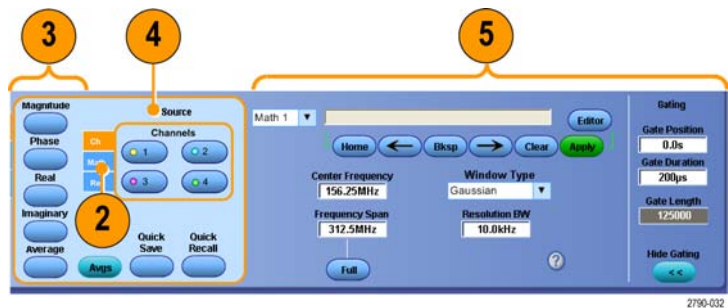 3
4
5
Magnitude
Phase
Real
Imaginary
Average
Source
Ch
Channels
1
2
3
4
2
Avgs
Quick
Save
Quick
Recall
Math 1
Editor
Home
Bksp
Clear
Apply
Center Frequency
156.25MHz
Frequency Span
312.5MHz
Full
Window Type
Gaussian
Resolution BW
10.0kHz
?
Gating
Gate Position
0.0s
Gate Duration
200µs
Gate Length
125000
Hide Gating
<<
2790-032